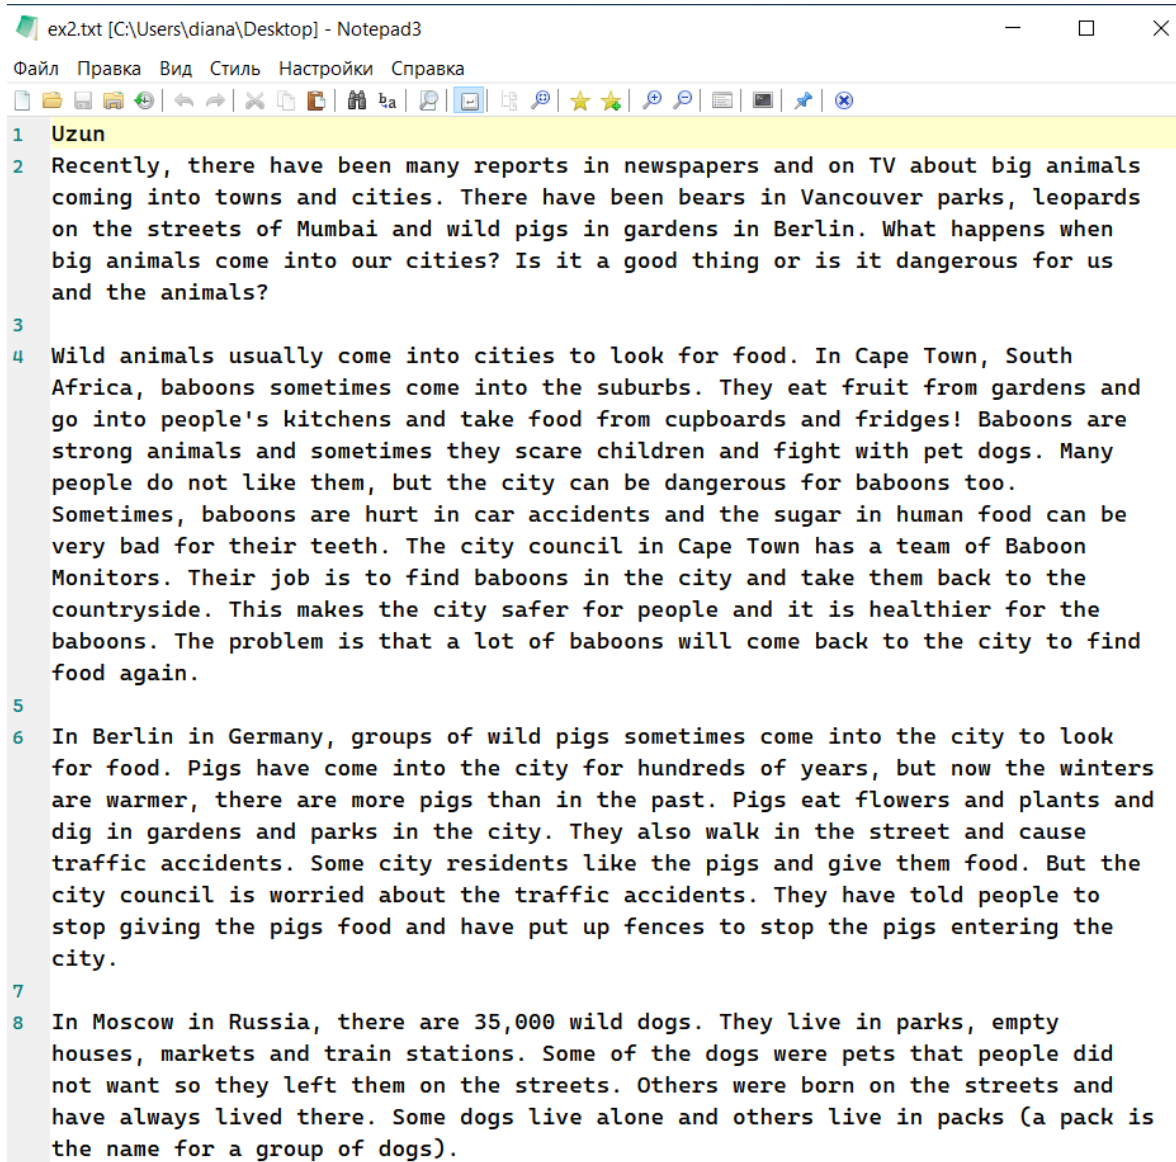 ex2.txt [C:\Users\diana\Desktop] - Notepad3
Файл Правка Вид Стиль Настройки Справка
1 Uzun
2 Recently, there have been many reports in newspapers and on TV about big animals
coming into towns and cities. There have been bears in Vancouver parks, leopards
on the streets of Mumbai and wild pigs in gardens in Berlin. What happens when
big animals come into our cities? Is it a good thing or is it dangerous for us
and the animals?
3
4 Wild animals usually come into cities to look for food. In Cape Town, South
Africa, baboons sometimes come into the suburbs. They eat fruit from gardens and
go into people's kitchens and take food from cupboards and fridges! Baboons are
strong animals and sometimes they scare children and fight with pet dogs. Many
people do not like them, but the city can be dangerous for baboons too.
Sometimes, baboons are hurt in car accidents and the sugar in human food can be
very bad for their teeth. The city council in Cape Town has a team of Baboon
Monitors. Their job is to find baboons in the city and take them back to the
countryside. This makes the city safer for people and it is healthier for the
baboons. The problem is that a lot of baboons will come back to the city to find
food again.
5
6 In Berlin in Germany, groups of wild pigs sometimes come into the city to look
for food. Pigs have come into the city for hundreds of years, but now the winters
are warmer, there are more pigs than in the past. Pigs eat flowers and plants and
dig in gardens and parks in the city. They also walk in the street and cause
traffic accidents. Some city residents like the pigs and give them food. But the
city council is worried about the traffic accidents. They have told people to
stop giving the pigs food and have put up fences to stop the pigs entering the
city.
7
8 In Moscow in Russia, there are 35,000 wild dogs. They live in parks, empty
houses, markets and train stations. Some of the dogs were pets that people did
not want so they left them on the streets. Others were born on the streets and
have always lived there. Some dogs live alone and others live in packs (a pack is
the name for a group of dogs).